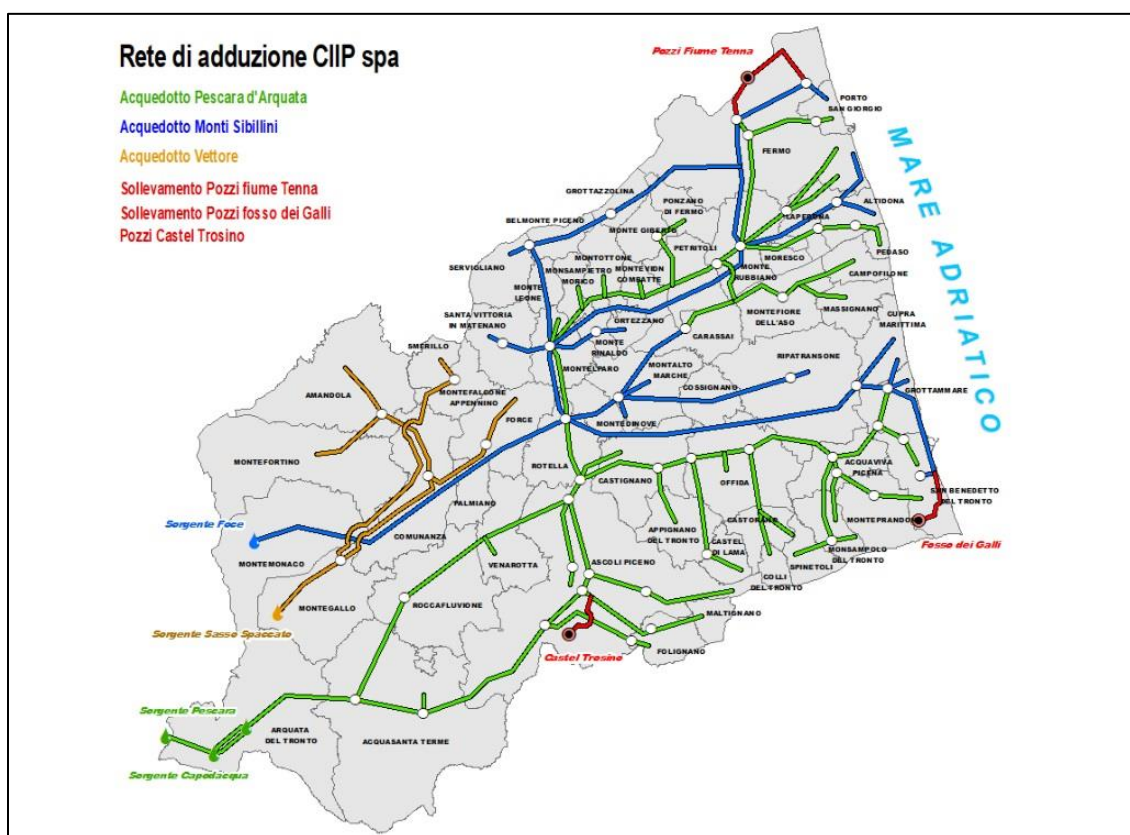 Rete di adduzione CIIP spa
Acquedotto Pescara d'Arquata
Acquedotto Monti Sibillini
Acquedotto Vettore
Sollevamento Pozzi fiume Tenna
Sollevamento Pozzi fosso dei Galli
Pozzi Castel Trosino
Pozzi Fiume Tenna
PORTO
SAN GIORGIO
FERMO
MARE ADRIATICO
GROTTAZZOLINA
PONZANO
DI FERMO
LAPEDONA
ALTIDONA
BELMONTE PICENO
MONTE GIBERTO
PETRITOLI
MORESCO
PEDASO
SERVIGLIANO
MONTOTTONE
MONSAMPIETRO
MORICO
MONTEVIDON
COMBATTE
MONTE
RUBBIANO
CAMPOFILONE
MONTE
LEONE
MONTEFIORE
DELL'ASO
MASSIGNANO
SANTA VITTORIA
IN MATENANO
ORTEZZANO
CUPRA
MARITTIMA
MONTE
RINALDO
CARASSAI
SMERILLO
MONTELPARO
MONTALTO
MARCHE
RIPATRANSONE
AMANDOLA
MONTEFALCONE
APPENNINO
COSSIGNANO
GROTTAMMARE
FORCE
MONTEDINOVE
MONTEFORTINO
ROTELLA
CASTIGNANO
OFFIDA
ACQUAVIVA
PICENA
PALMIANO
SAN BENEDETTO
DEL TRONTO
Sorgente Foce
COMUNANZA
APPIGNANO
DEL TRONTO
CASTORANO
MONTEPRANDONE
MONTEMONACO
VENAROTTA
ASCOLI PICENO
CASTEL
DI LAMA
MONSAMPOLO
DEL TRONTO
Fosso dei Galli
SPINETOLI
COLLI
DEL TRONTO
MONTEGALLO
ROCCAFLUVIONE
MALTIGNANO
Sorgente Sasso Spaccato
Castel Trosino
FOLIGNANO
Sorgente Pescara
ARQUATA
DEL TRONTO
ACQUASANTA TERME
Sorgente Capodacqua